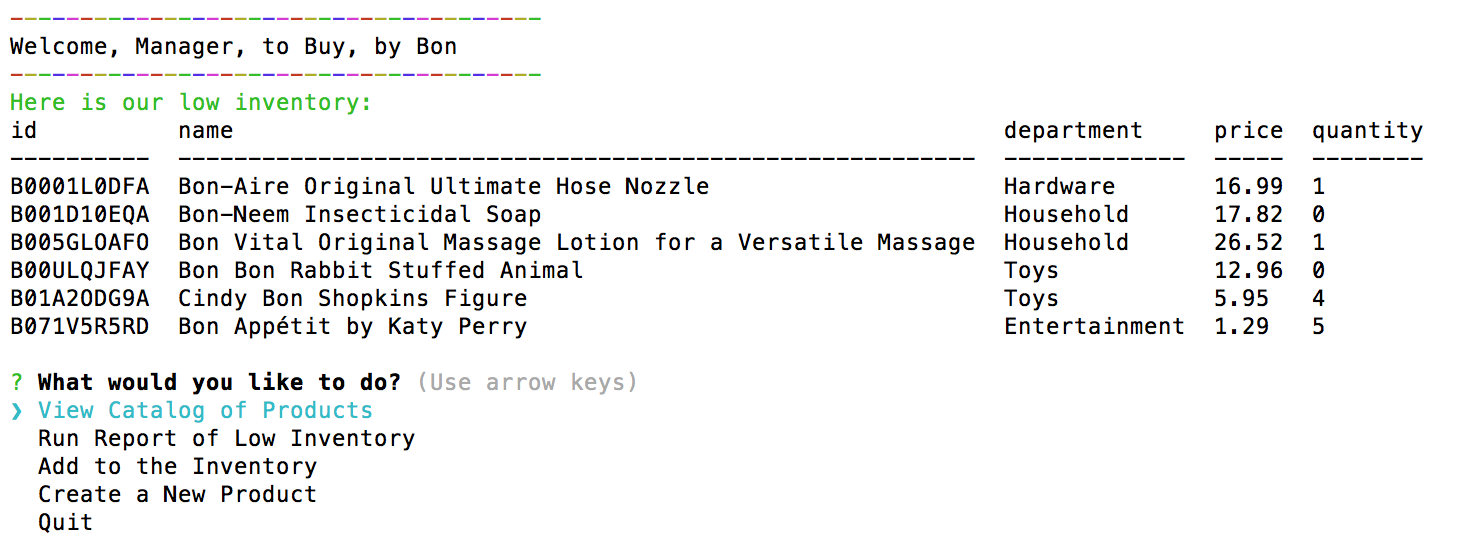 --------------------------------------
Welcome, Manager, to Buy, by Bon
--------------------------------------
Here is our low inventory:
id          name                                                       department     price  quantity
----------  ---------------------------------------------------------  -------------  -----  --------
B0001L0DFA  Bon-Aire Original Ultimate Hose Nozzle                     Hardware       16.99  1
B001D10EQA  Bon-Neem Insecticidal Soap                                 Household      17.82  0
B005GLOAFO  Bon Vital Original Massage Lotion for a Versatile Massage  Household      26.52  1
B00ULQJFAY  Bon Bon Rabbit Stuffed Animal                              Toys           12.96  0
B01A2ODG9A  Cindy Bon Shopkins Figure                                  Toys           5.95   4
B071V5R5RD  Bon Appétit by Katy Perry                                  Entertainment  1.29   5
? What would you like to do? (Use arrow keys)
❯ View Catalog of Products
  Run Report of Low Inventory
  Add to the Inventory
  Create a New Product
  Quit